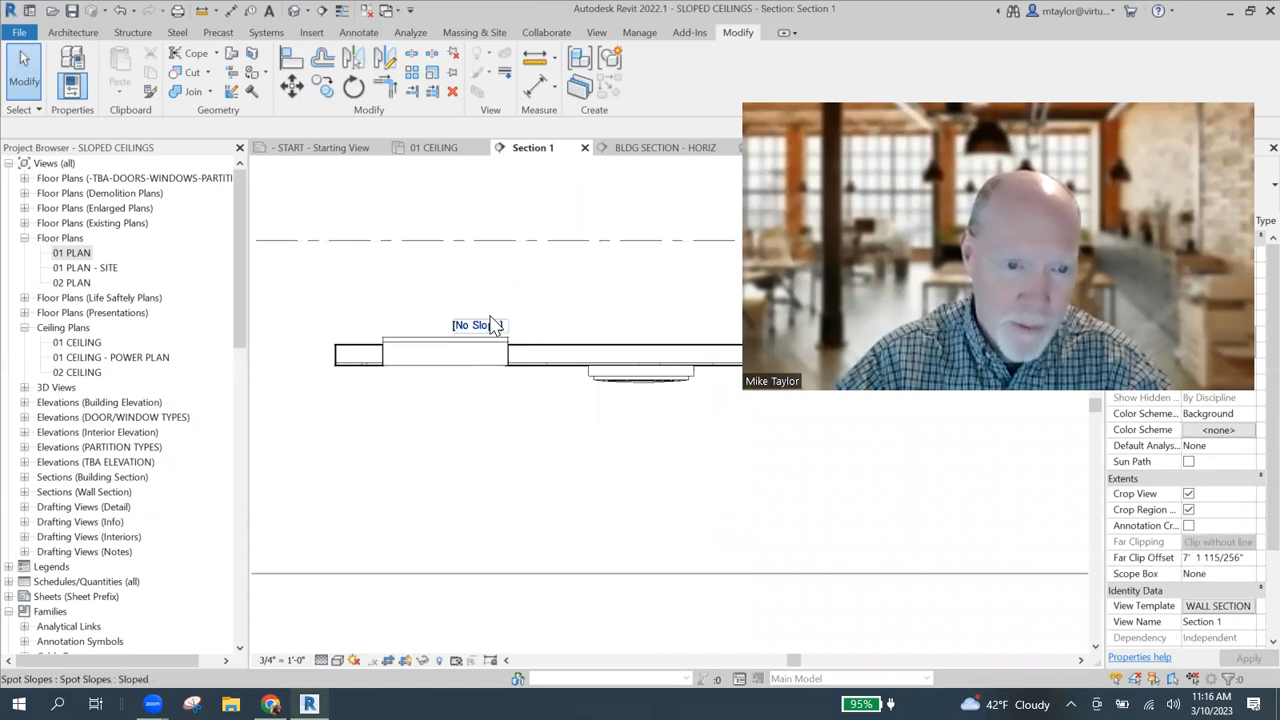 Autodesk Revit 2022.1 - SLOPED CEILINGS - Section: Section 1
mtaylor@virtu...
File Architecture Structure Steel Precast Systems Insert Annotate Analyze Massing & Site Collaborate View Manage Add-Ins Modify
Modify
Paste
Cope
Cut
Join
Select Properties Clipboard Geometry Modify View Measure Create
Project Browser - SLOPED CEILINGS
- START - Starting View
01 CEILING
Section 1
BLDG SECTION - HORIZ
Views (all)
Floor Plans (-TBA-DOORS-WINDOWS-PARTITI
Floor Plans (Demolition Plans)
Floor Plans (Enlarged Plans)
Floor Plans (Existing Plans)
Floor Plans
01 PLAN
01 PLAN - SITE
02 PLAN
Floor Plans (Life Saftely Plans)
Floor Plans (Presentations)
Ceiling Plans
01 CEILING
01 CEILING - POWER PLAN
02 CEILING
3D Views
Elevations (Building Elevation)
Elevations (DOOR/WINDOW TYPES)
Elevations (Interior Elevation)
Elevations (PARTITION TYPES)
Elevations (TBA ELEVATION)
Sections (Building Section)
Sections (Wall Section)
Drafting Views (Detail)
Drafting Views (Info)
Drafting Views (Interiors)
Drafting Views (Notes)
Legends
Schedules/Quantities (all)
Sheets (Sheet Prefix)
Families
Analytical Links
Annotation Symbols
[No Slop
Mike Taylor
Type
Show Hidden ... By Discipline
Color Scheme... Background
Color Scheme <none>
Default Analys... None
Sun Path
Extents
Crop View
Crop Region ...
Annotation Cr...
Far Clipping Clip without line
Far Clip Offset 7' 1 115/256"
Scope Box None
Identity Data
View Template WALL SECTION
View Name Section 1
Dependency Independent
Properties help Apply
3/4" = 1'-0"
Spot Slopes : Spot Slopes : Sloped
:0
Main Model
:0
95%
42°F Cloudy
11:16 AM
3/10/2023